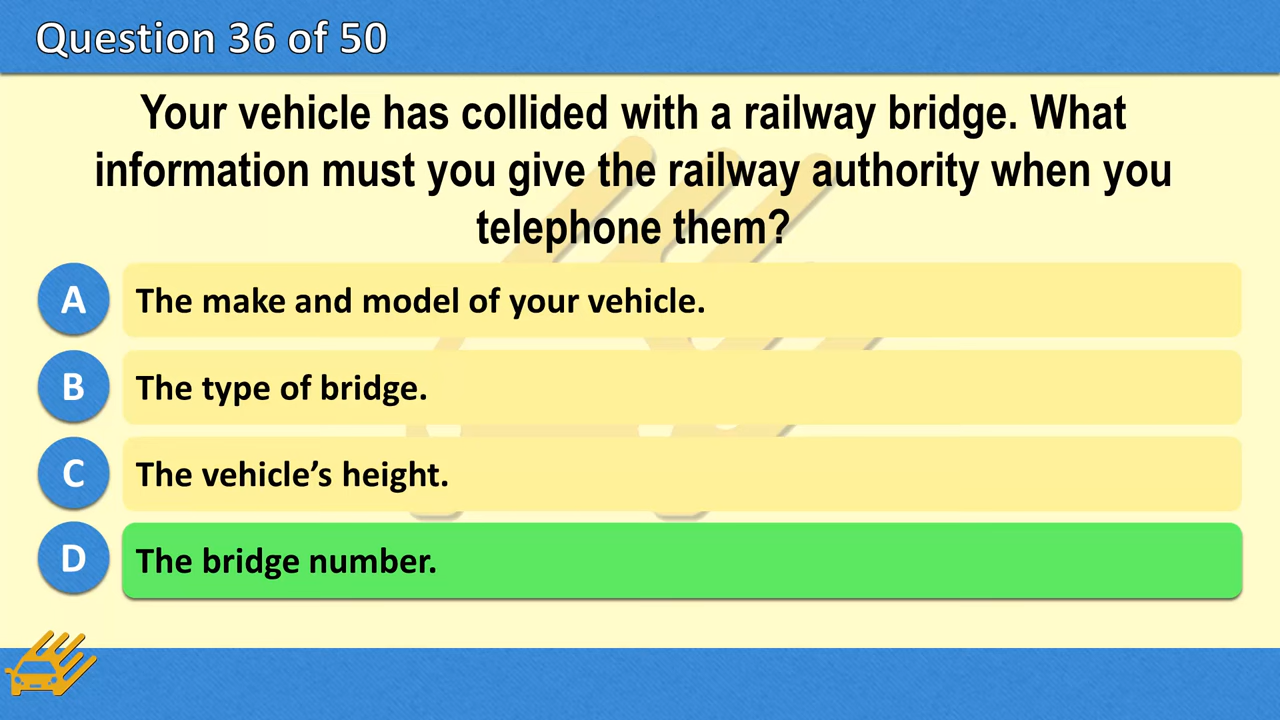 Question 36 of 50
Your vehicle has collided with a railway bridge. What
information must you give the railway authority when you
telephone them?
A
The make and model of your vehicle.
B
The type of bridge.
C
The vehicle’s height.
D
The bridge number.